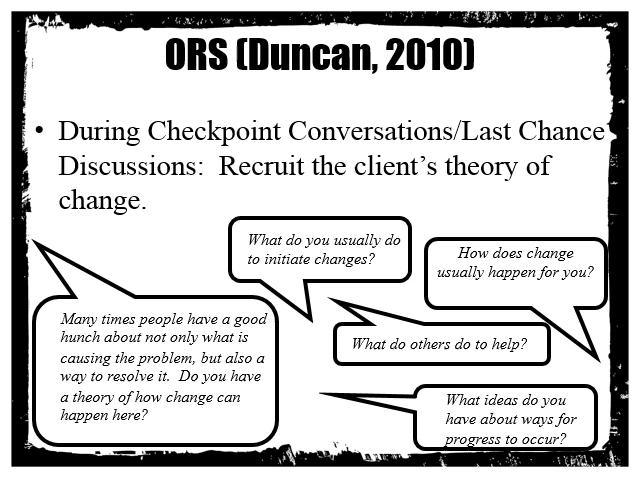 ORS (Duncan, 2010)
• During Checkpoint Conversations/Last Chance
Discussions:  Recruit the client’s theory of
change.
What do you usually do
to initiate changes?
How does change
usually happen for you?
Many times people have a good
hunch about not only what is
causing the problem, but also a
way to resolve it.  Do you have
a theory of how change can
happen here?
What do others do to help?
What ideas do you
have about ways for
progress to occur?